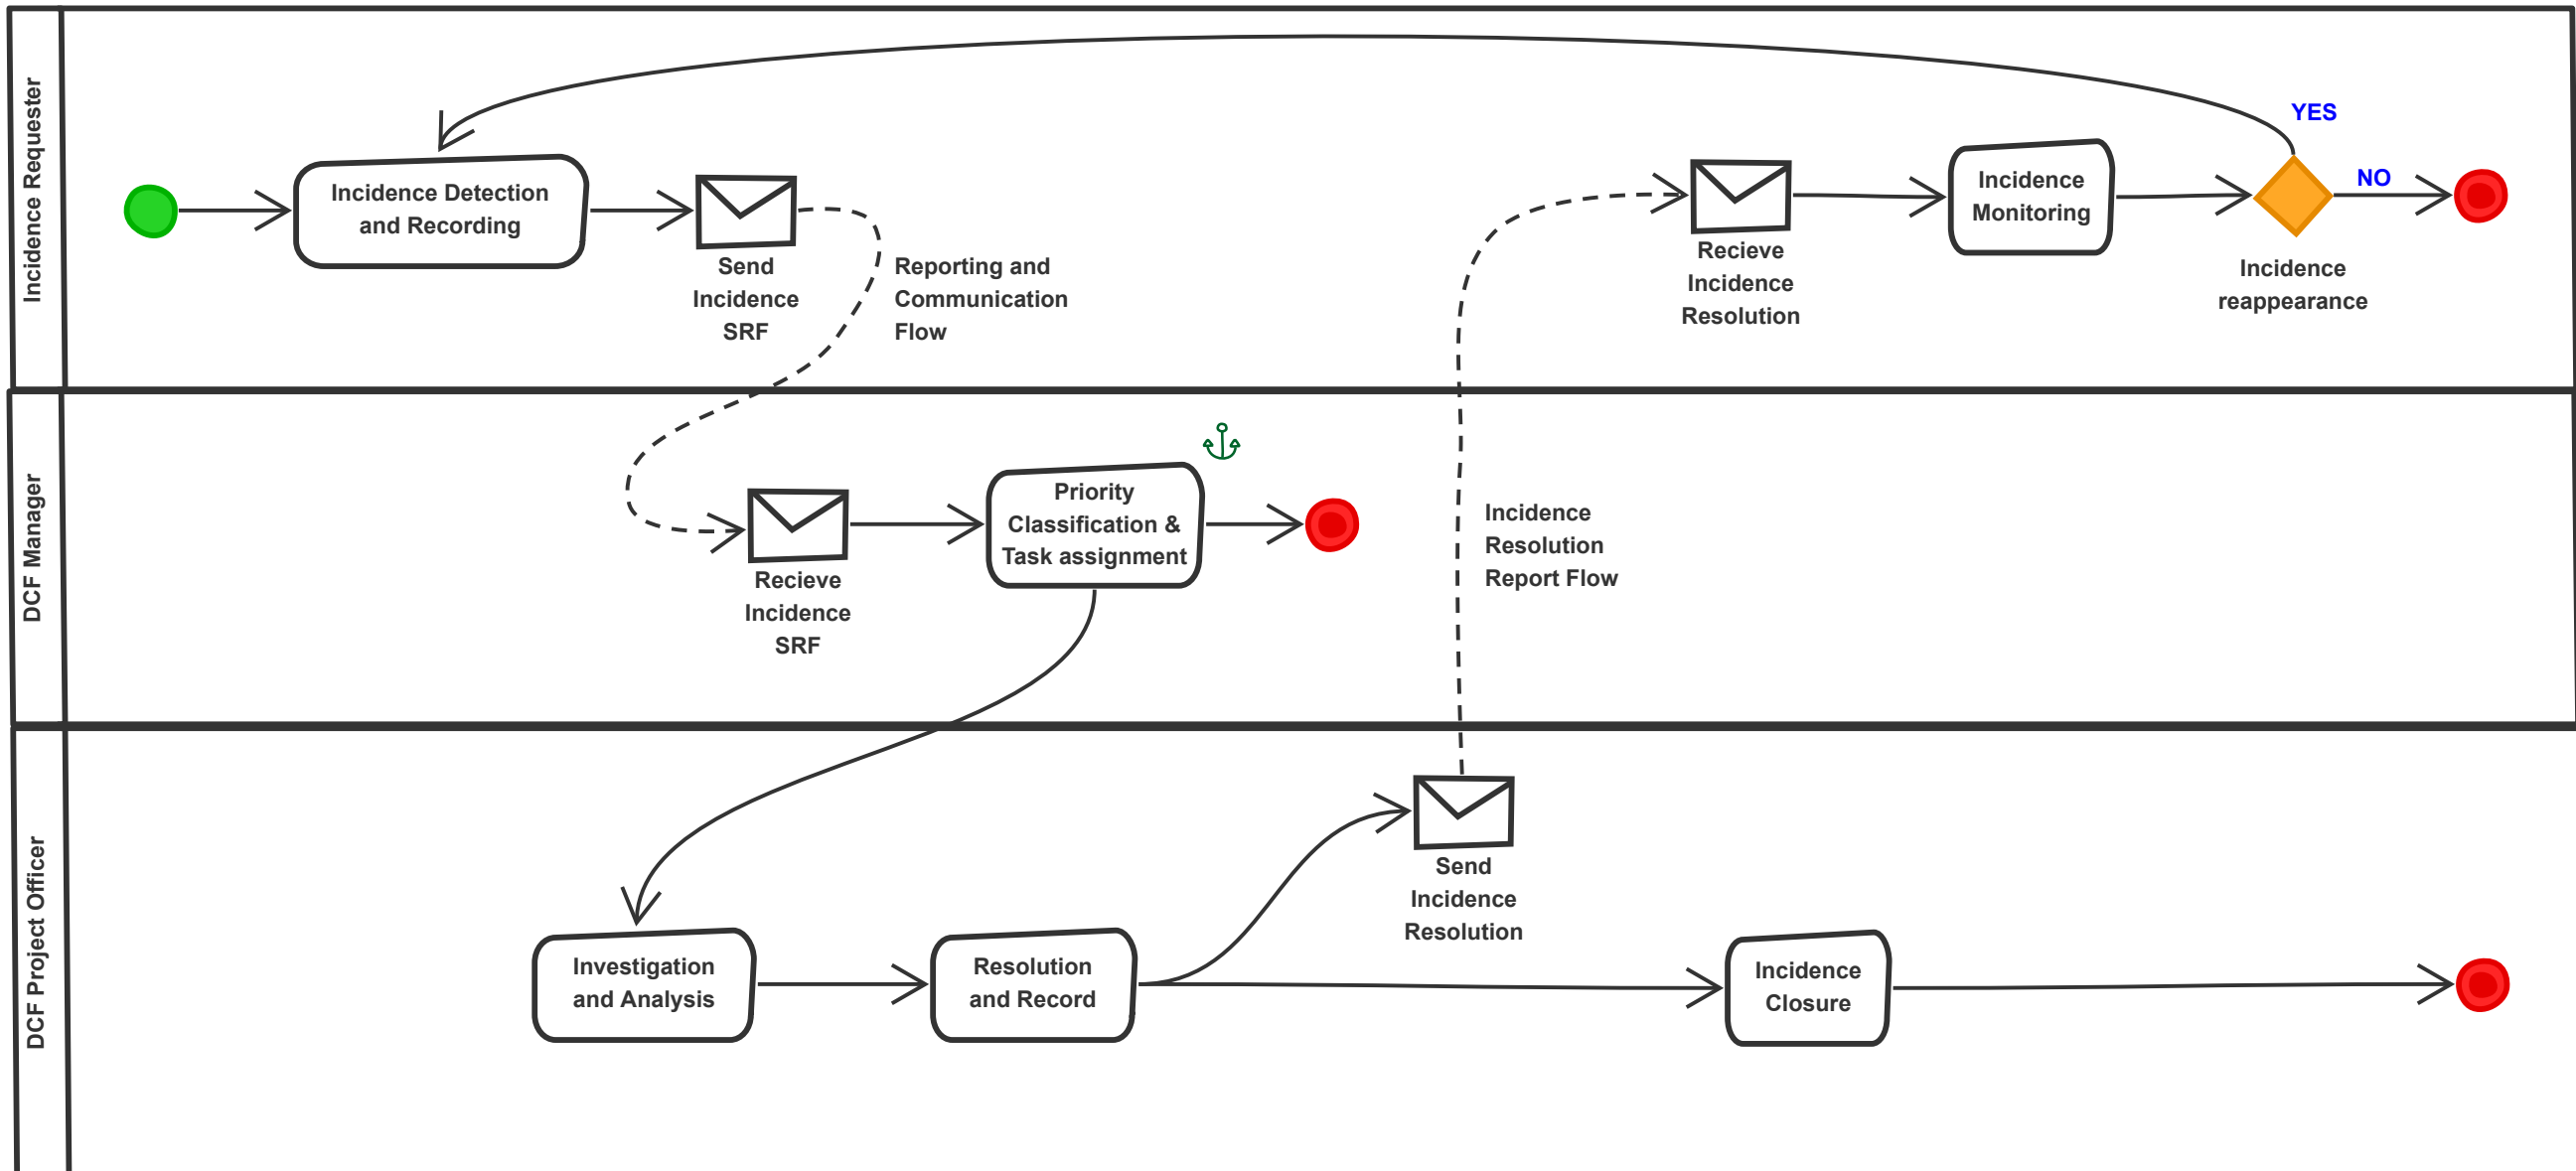 Incidence Requester
Incidence Detection
and Recording
Send
Incidence
SRF
Reporting and
Communication
Flow
Recieve
Incidence
Resolution
Incidence
Monitoring
YES
NO
Incidence
reappearance
DCF Manager
Recieve
Incidence
SRF
Priority
Classification &
Task assignment
Incidence
Resolution
Report Flow
DCF Project Officer
Investigation
and Analysis
Resolution
and Record
Send
Incidence
Resolution
Incidence
Closure